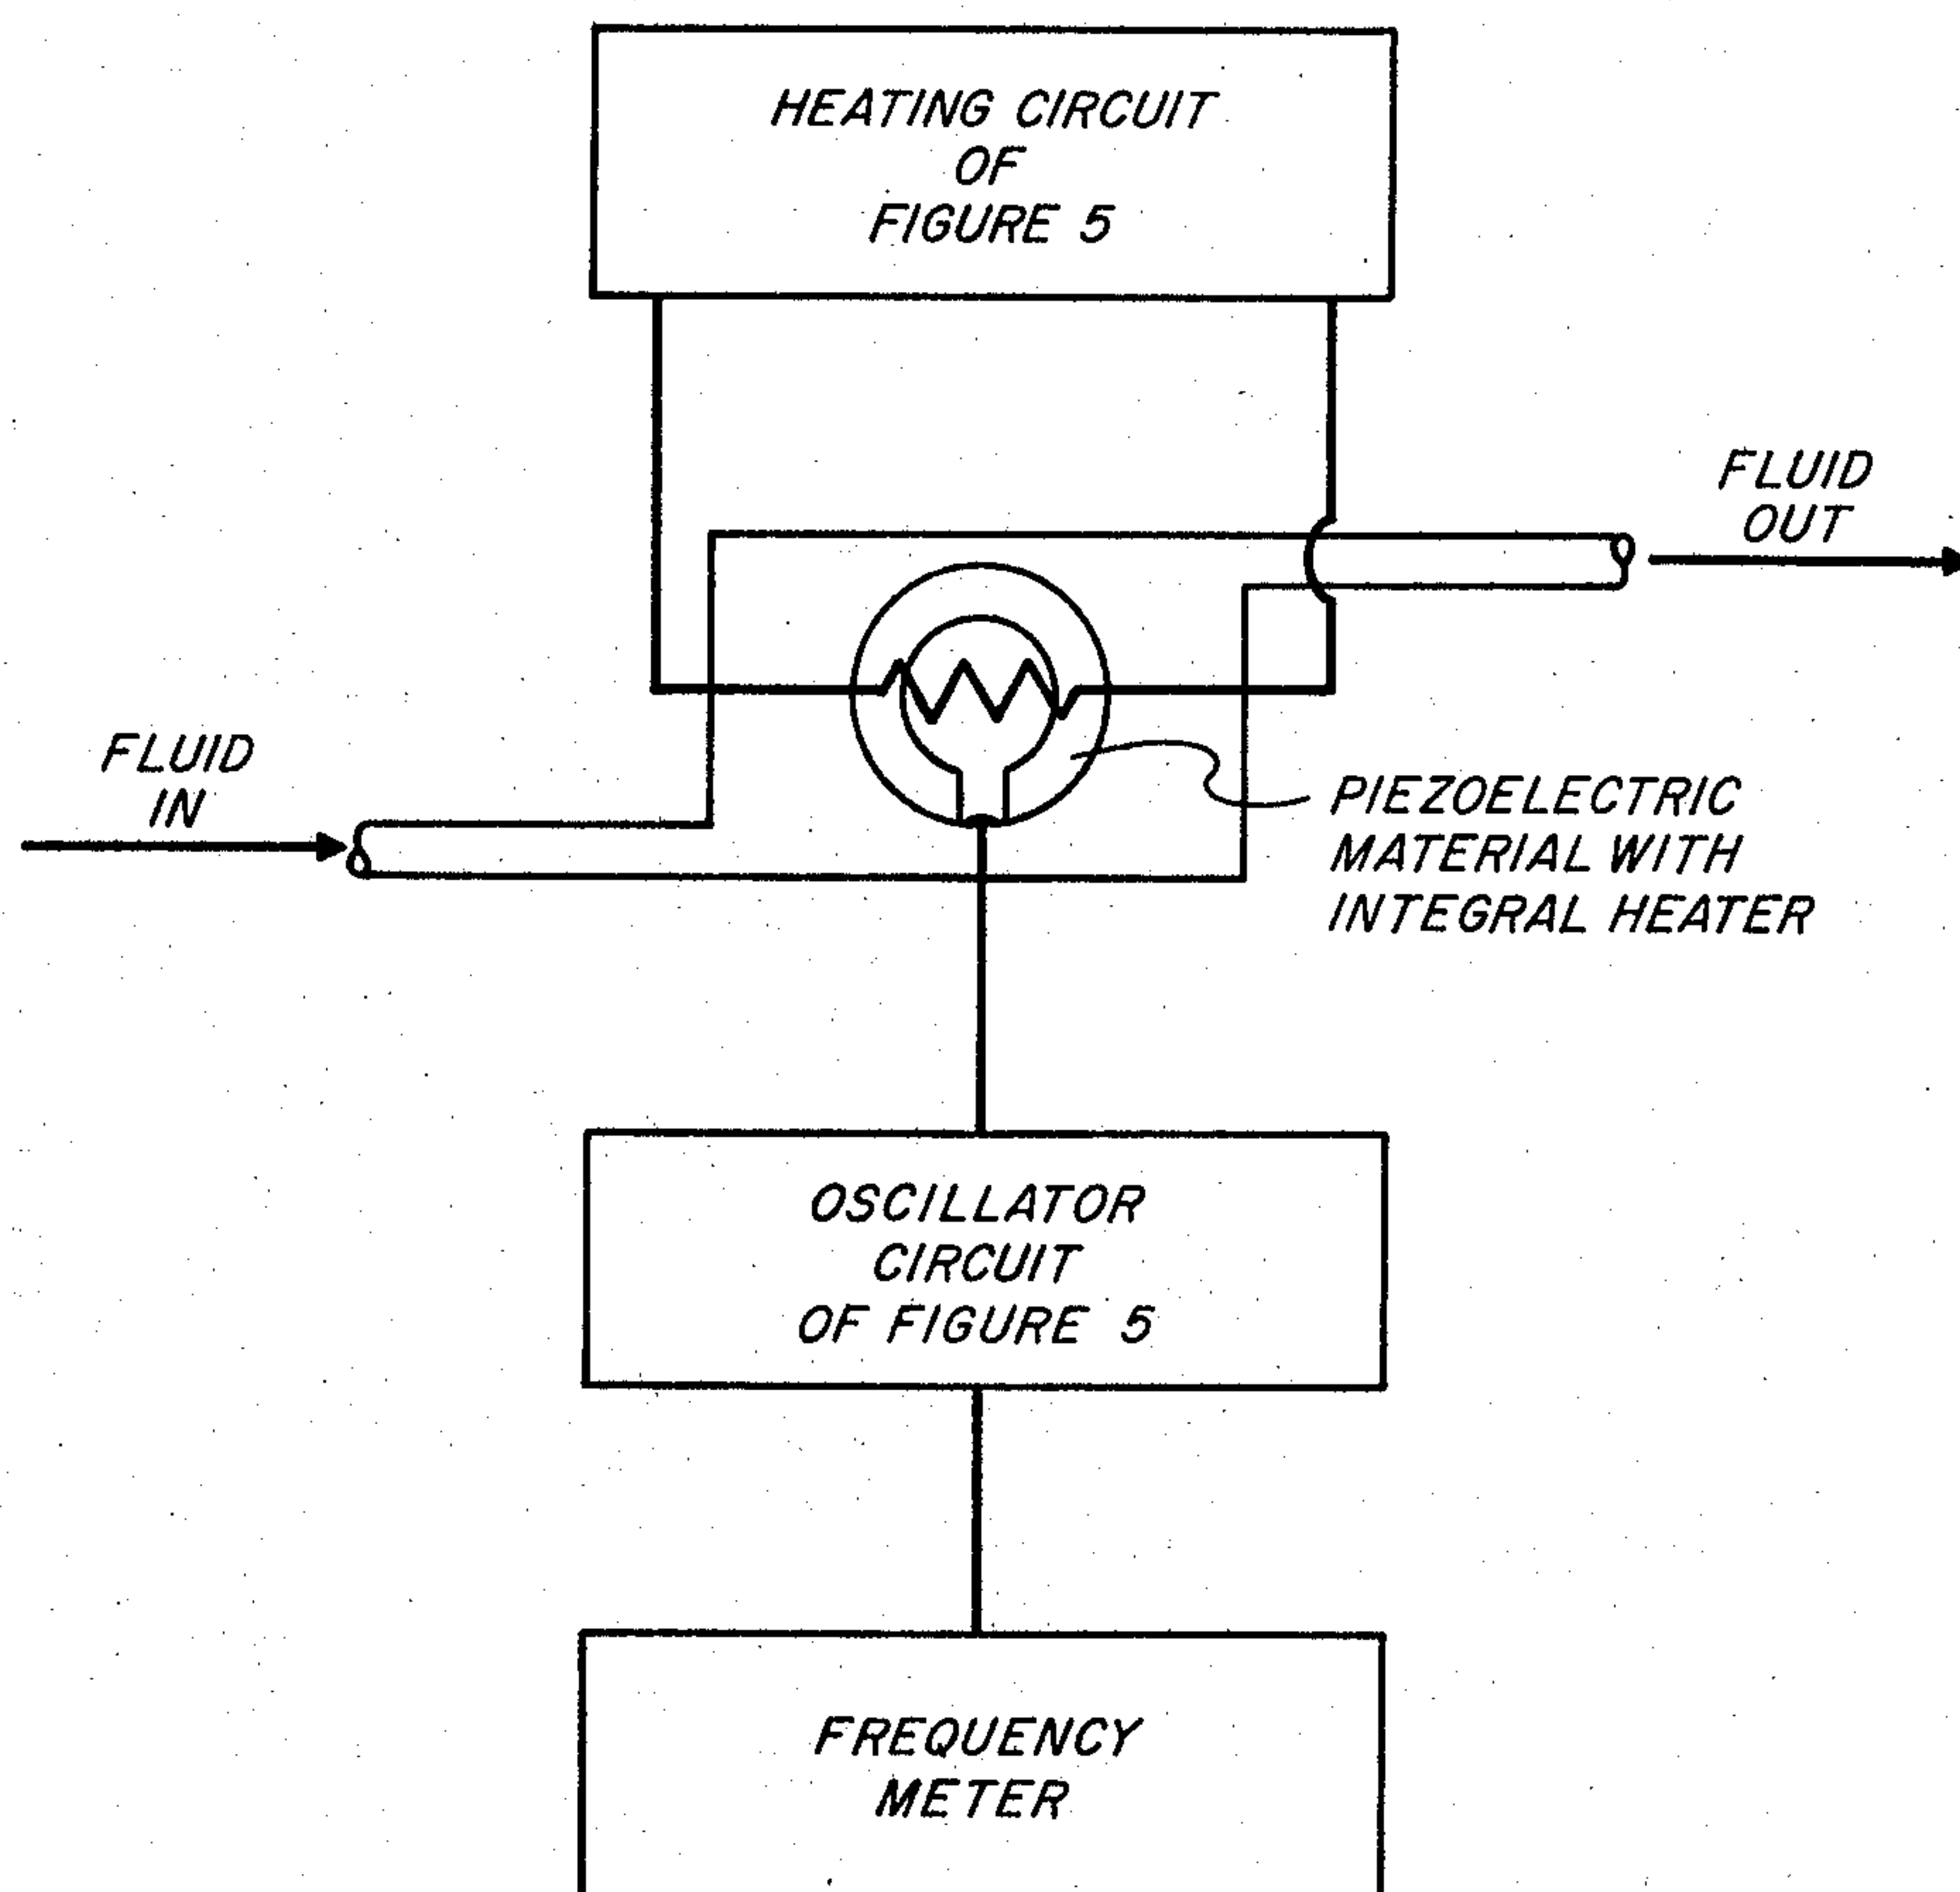 HEATING CIRCUIT
OF
FIGURE 5
FLUID
OUT
FLUID
IN
PIEZOELECTRIC
MATERIAL WITH
INTEGRAL HEATER
OSCILLATOR
CIRCUIT
OF FIGURE 5
FREQUENCY
METER